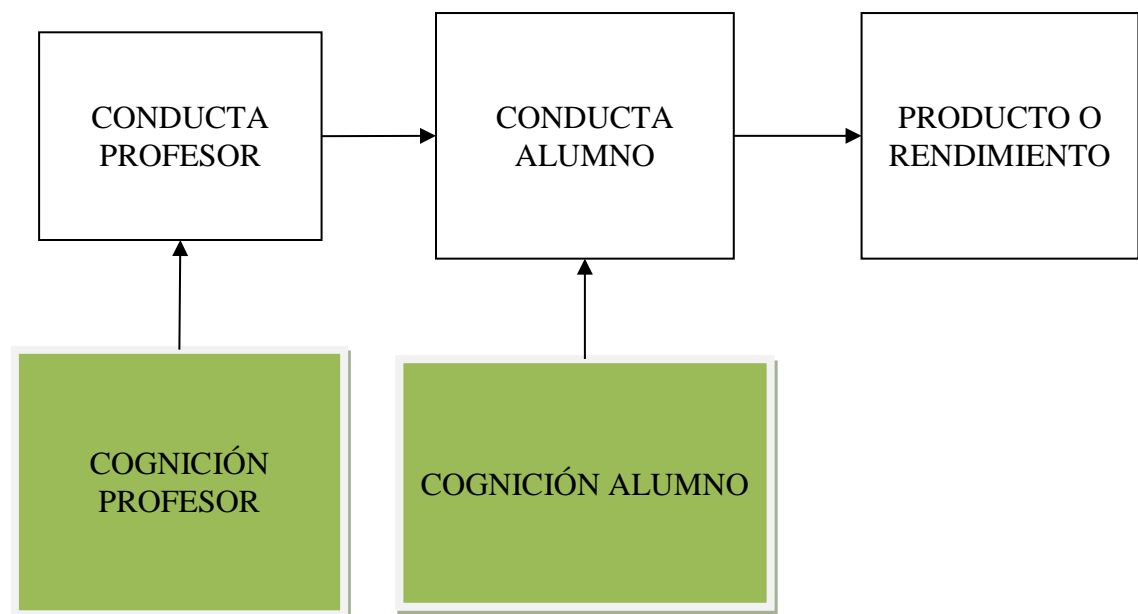 CONDUCTA
PROFESOR
CONDUCTA
ALUMNO
PRODUCTO O
RENDIMIENTO
COGNICIÓN
PROFESOR
COGNICIÓN ALUMNO